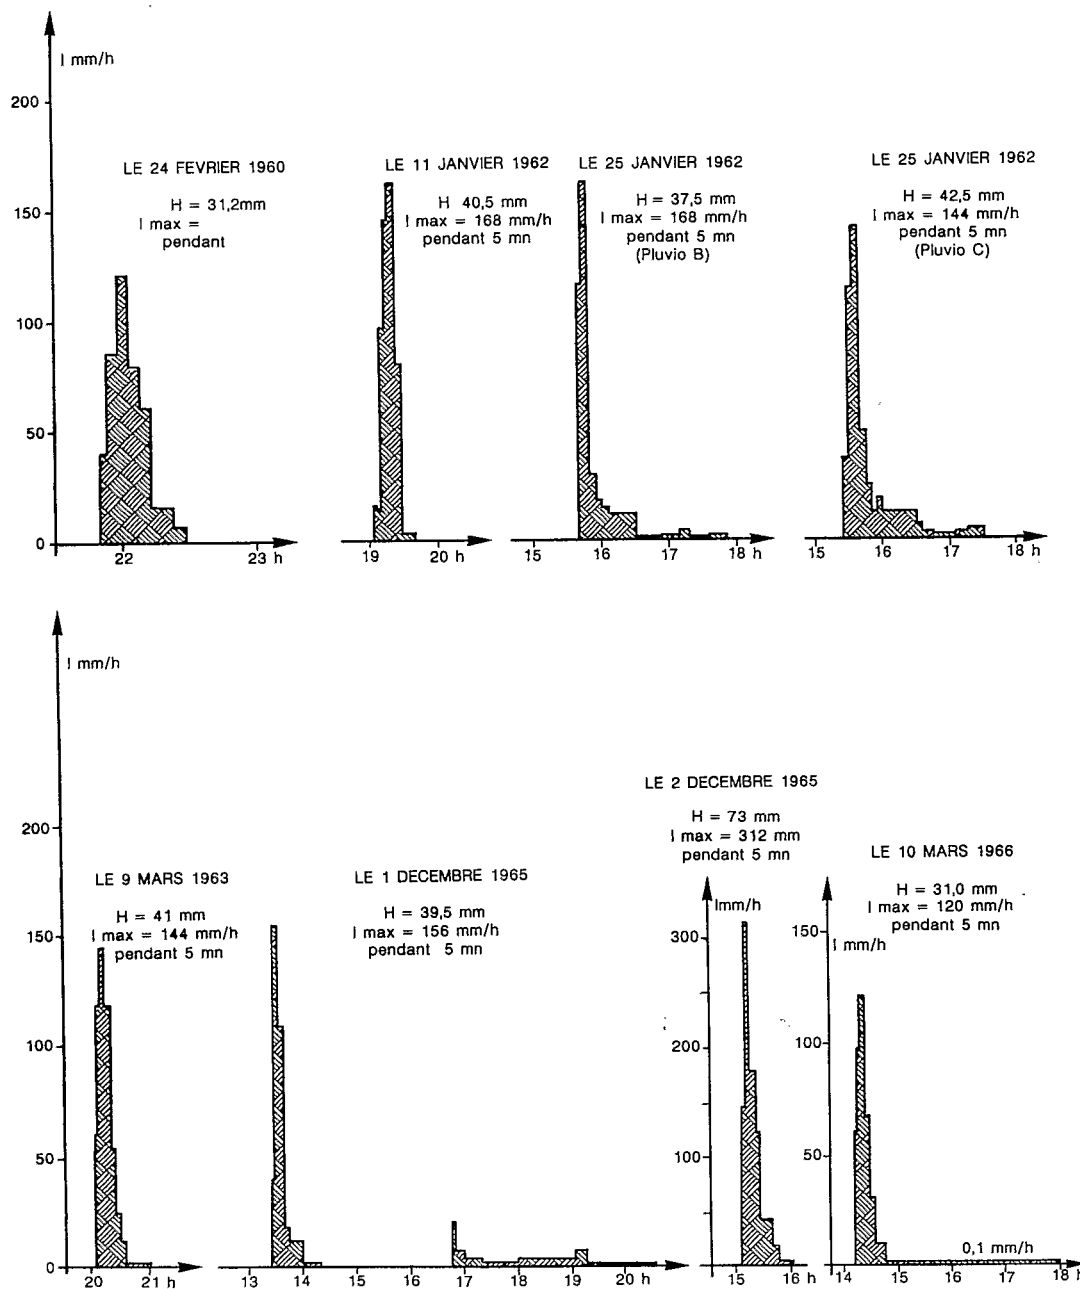 I mm/h
200
150
100
50
0
LE 24 FEVRIER 1960
H = 31,2mm
I max =
pendant
22
23 h
LE 11 JANVIER 1962
H 40,5 mm
I max = 168 mm/h
pendant 5 mn
19
20 h
LE 25 JANVIER 1962
H = 37,5 mm
I max = 168 mm/h
pendant 5 mn
(Pluvio B)
15
16
17
18 h
LE 25 JANVIER 1962
H = 42,5 mm
I max = 144 mm/h
pendant 5 mn
(Pluvio C)
15
16
17
18 h
I mm/h
200
150
100
50
0
LE 9 MARS 1963
H = 41 mm
I max = 144 mm/h
pendant 5 mn
20
21 h
LE 1 DECEMBRE 1965
H = 39,5 mm
I max = 156 mm/h
pendant 5 mn
13
14
15
16
17
18
19
20 h
LE 2 DECEMBRE 1965
H = 73 mm
I max = 312 mm
pendant 5 mn
Imm/h
300
200
100
15
16 h
LE 10 MARS 1966
H = 31,0 mm
I max = 120 mm/h
pendant 5 mn
150
I mm/h
100
50
0,1 mm/h
14
15
16
17
18 h